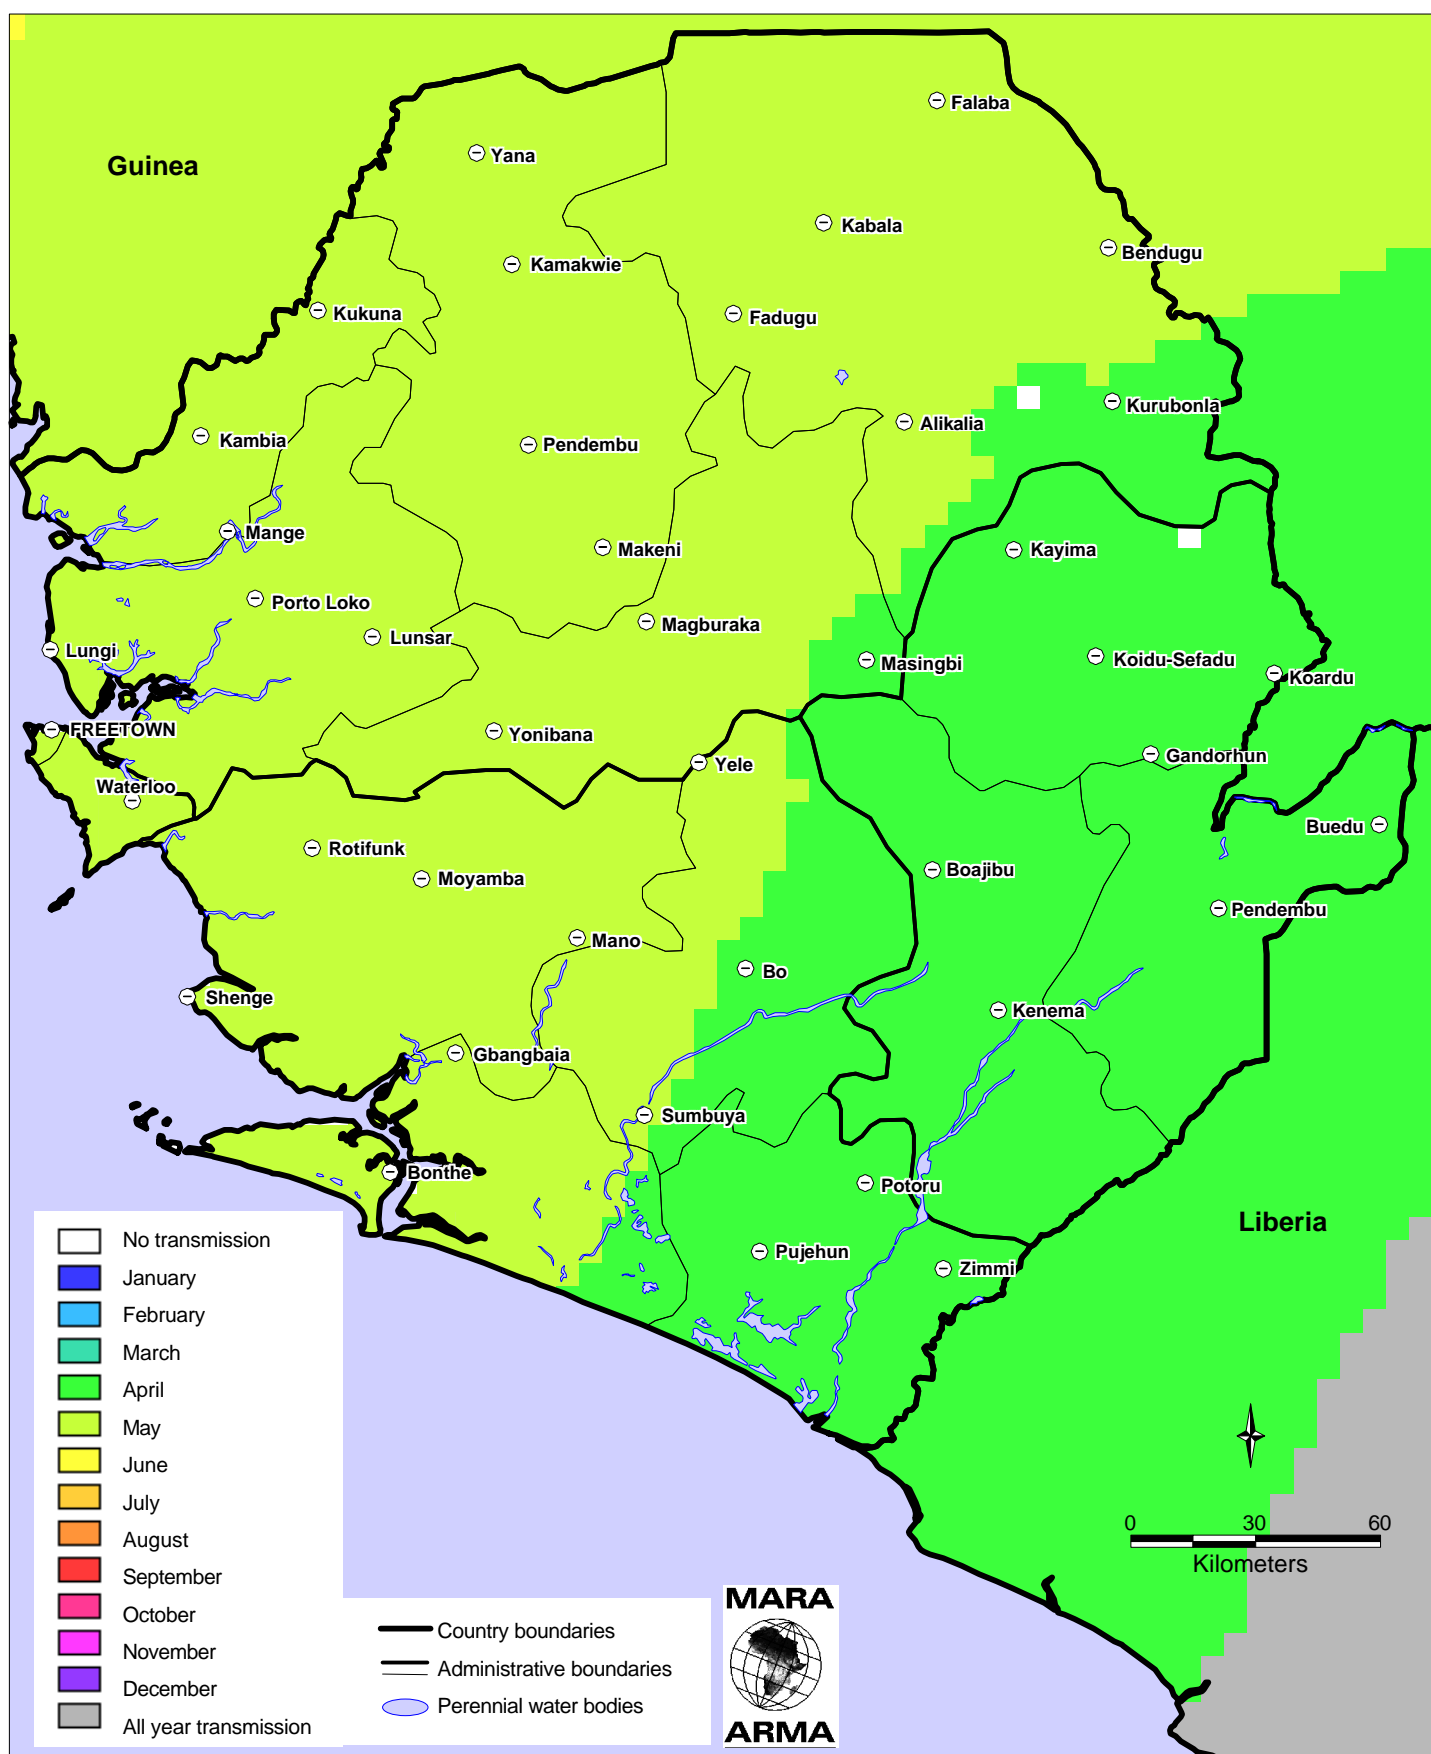 Falaba
Yana
Guinea
Kabala
Bendugu
Kamakwie
Kukuna
Fadugu
Kurubonla
Alikalia
Kambia
Pendembu
Mange
Makeni
Kayima
Porto Loko
Magburaka
Lunsar
Lungi
Masingbi
Koidu-Sefadu
Koardu
FREETOWN
Yonibana
Yele
Gandorhun
Waterloo
Buedu
Rotifunk
Moyamba
Boajibu
Pendembu
Mano
Bo
Shenge
Kenema
Gbangbaia
Sumbuya
Bonthe
Potoru
Liberia
Pujehun
Zimmi
No transmission
January
February
March
April
May
June
July
August
September
October
November
December
All year transmission
0 30 60
Kilometers
Country boundaries
Administrative boundaries
Perennial water bodies
MARA
ARMA